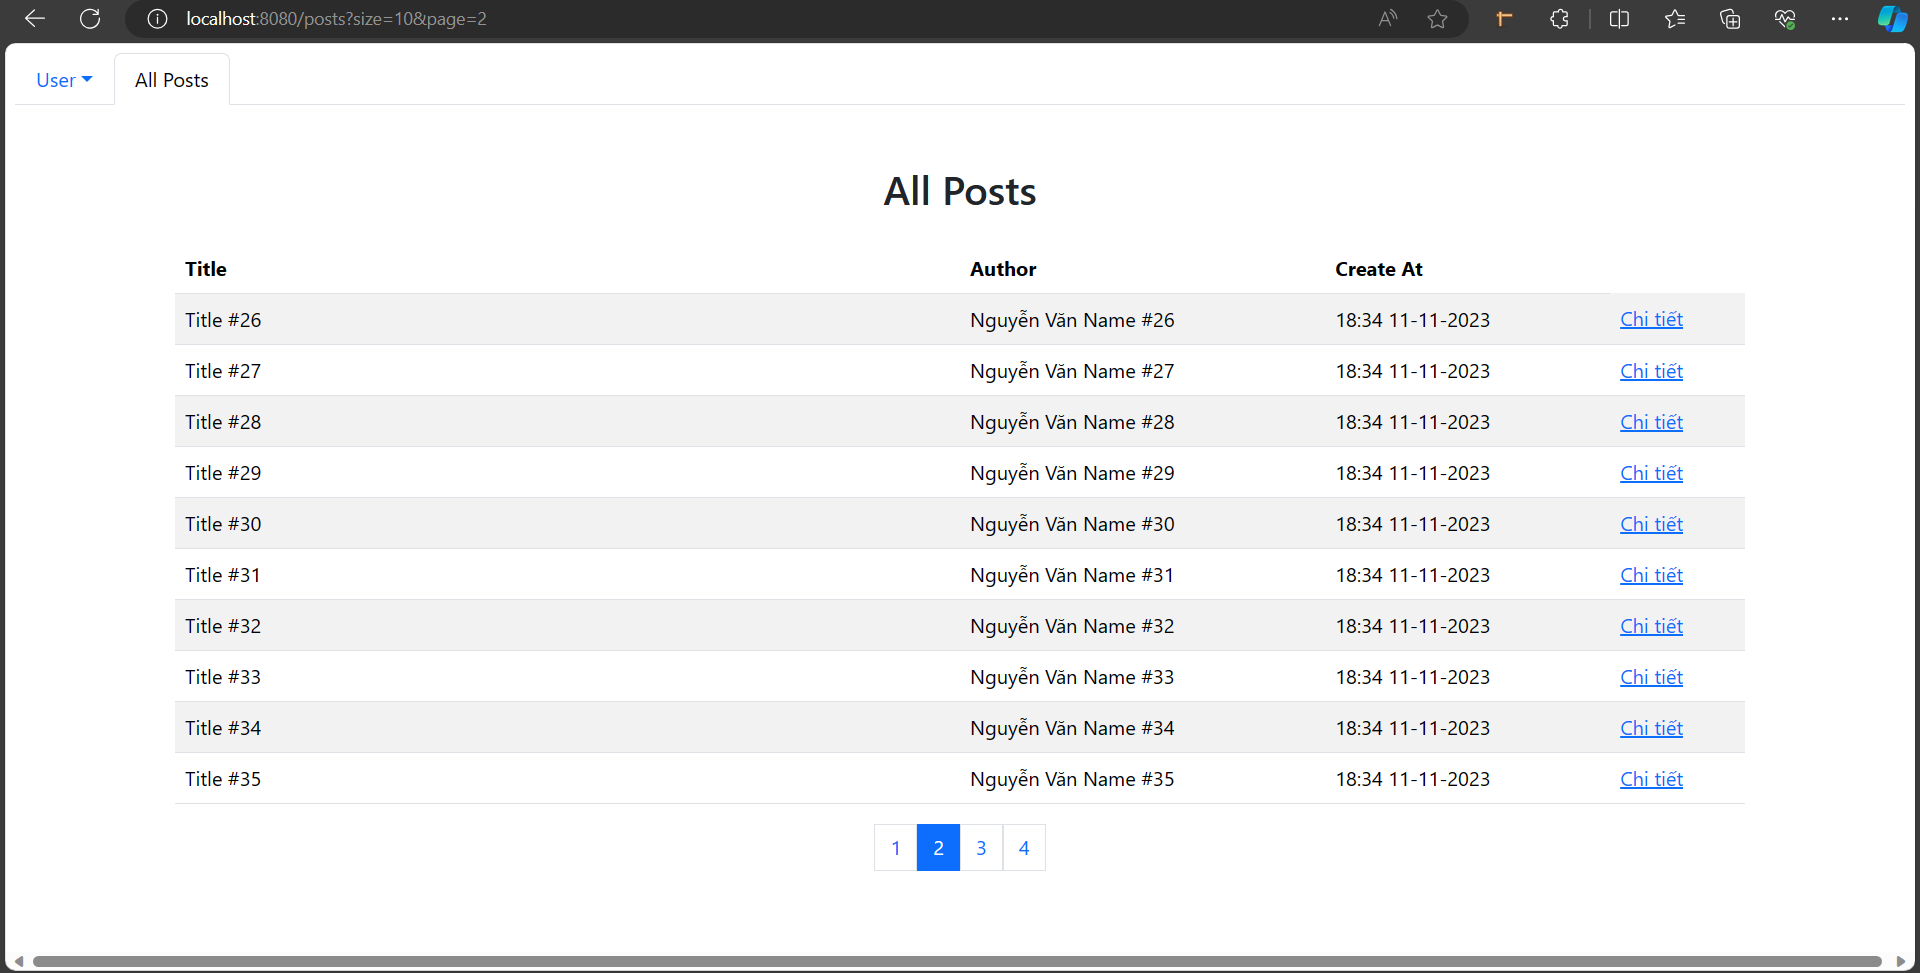 localhost:8080/posts?size=10&page=2
User All Posts
All Posts
Title Author Create At
Title #26 Nguyễn Văn Name #26 18:34 11-11-2023 Chi tiết
Title #27 Nguyễn Văn Name #27 18:34 11-11-2023 Chi tiết
Title #28 Nguyễn Văn Name #28 18:34 11-11-2023 Chi tiết
Title #29 Nguyễn Văn Name #29 18:34 11-11-2023 Chi tiết
Title #30 Nguyễn Văn Name #30 18:34 11-11-2023 Chi tiết
Title #31 Nguyễn Văn Name #31 18:34 11-11-2023 Chi tiết
Title #32 Nguyễn Văn Name #32 18:34 11-11-2023 Chi tiết
Title #33 Nguyễn Văn Name #33 18:34 11-11-2023 Chi tiết
Title #34 Nguyễn Văn Name #34 18:34 11-11-2023 Chi tiết
Title #35 Nguyễn Văn Name #35 18:34 11-11-2023 Chi tiết
1 2 3 4